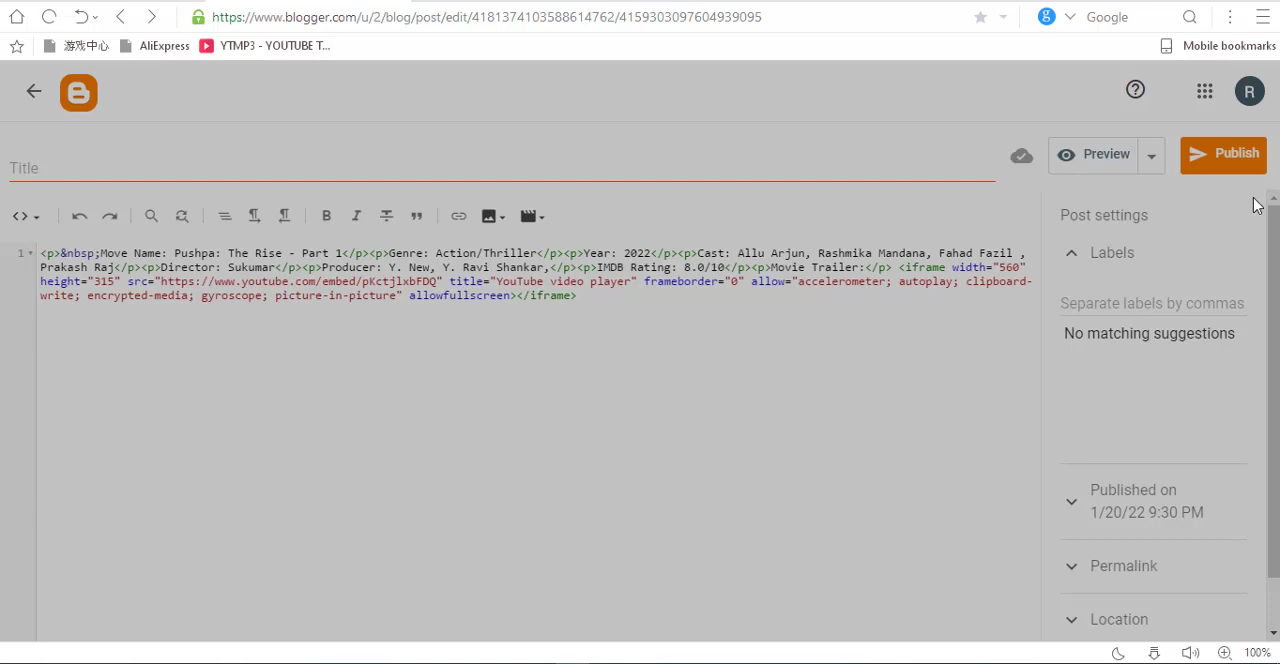 https://www.blogger.com/u/2/blog/post/edit/4181374103588614762/4159303097604939095
g
Google
游戏中心
AliExpress
YTMP3 - YOUTUBE T...
Mobile bookmarks
R
Title
Preview
Publish
<> 
B I
Post settings
1
<p>&nbsp;Move Name: Pushpa: The Rise - Part 1</p><p>Genre: Action/Thriller</p><p>Year: 2022</p><p>Cast: Allu Arjun, Rashmika Mandana, Fahad Fazil ,
Prakash Raj</p><p>Director: Sukumar</p><p>Producer: Y. New, Y. Ravi Shankar,</p><p>IMDB Rating: 8.0/10</p><p>Movie Trailer:</p> <iframe width="560"
height="315" src="https://www.youtube.com/embed/pKctjlxbFDQ" title="YouTube video player" frameborder="0" allow="accelerometer; autoplay; clipboard-
write; encrypted-media; gyroscope; picture-in-picture" allowfullscreen></iframe>
Labels
Separate labels by commas
No matching suggestions
Published on
1/20/22 9:30 PM
Permalink
Location
100%